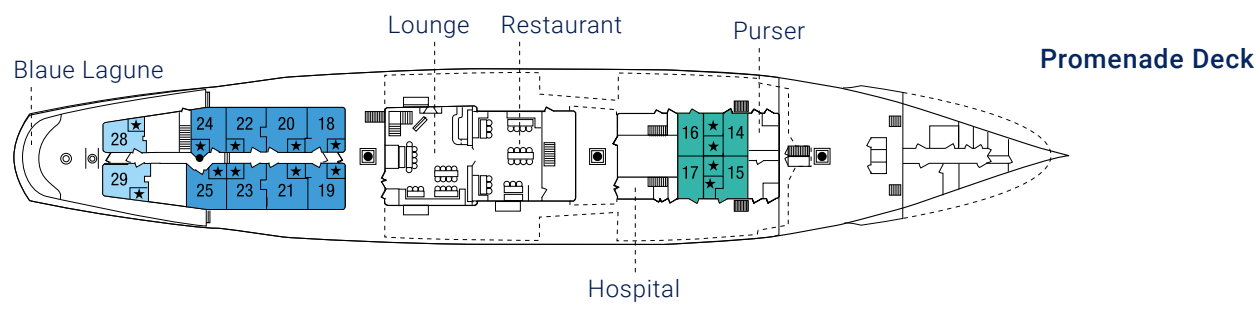 Lounge Restaurant Purser
Promenade Deck
Blaue Lagune
28 24 22 20 18 16 14
29 25 23 21 19 17 15
Hospital